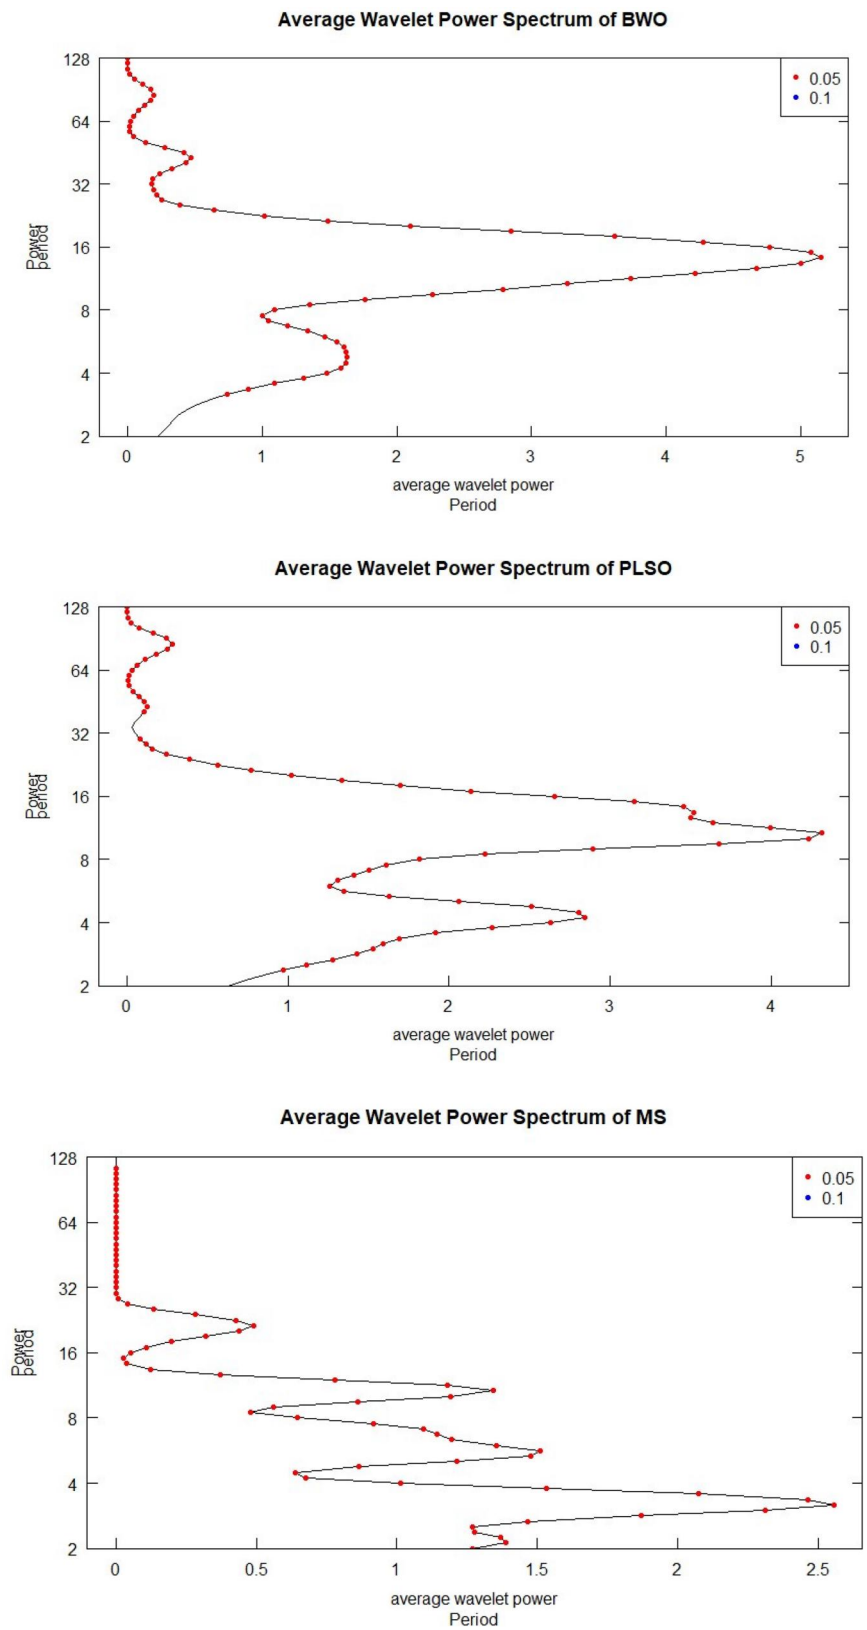 Average Wavelet Power Spectrum of BWO
0.05
0.1
128
64
32
16
8
4
2
Power
period
0 1 2 3 4 5
average wavelet power
Period
Average Wavelet Power Spectrum of PLSO
0.05
0.1
128
64
32
16
8
4
2
Power
period
0 1 2 3 4
average wavelet power
Period
Average Wavelet Power Spectrum of MS
0.05
0.1
128
64
32
16
8
4
2
Power
period
0 0.5 1 1.5 2 2.5
average wavelet power
Period